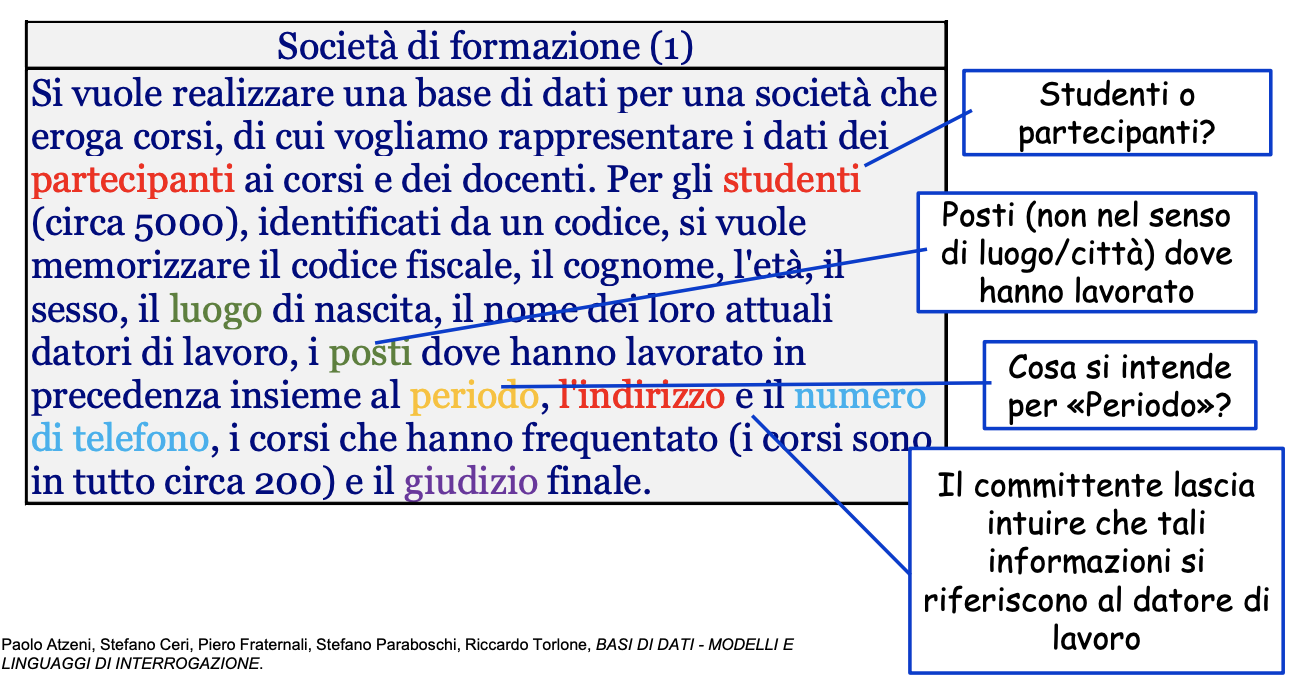 Società di formazione (1)
Si vuole realizzare una base di dati per una società che
eroga corsi, di cui vogliamo rappresentare i dati dei
partecipanti ai corsi e dei docenti. Per gli studenti
(circa 5000), identificati da un codice, si vuole
memorizzare il codice fiscale, il cognome, l'età, il
sesso, il luogo di nascita, il nome dei loro attuali
datori di lavoro, i posti dove hanno lavorato in
precedenza insieme al periodo, l'indirizzo e il numero
di telefono, i corsi che hanno frequentato (i corsi sono
in tutto circa 200) e il giudizio finale.
Studenti o
partecipanti?
Posti (non nel senso
di luogo/città) dove
hanno lavorato
Cosa si intende
per «Periodo»?
Il committente lascia
intuire che tali
informazioni si
riferiscono al datore di
lavoro
Paolo Atzeni, Stefano Ceri, Piero Fraternali, Stefano Paraboschi, Riccardo Torlone, BASI DI DATI - MODELLI E
LINGUAGGI DI INTERROGAZIONE.